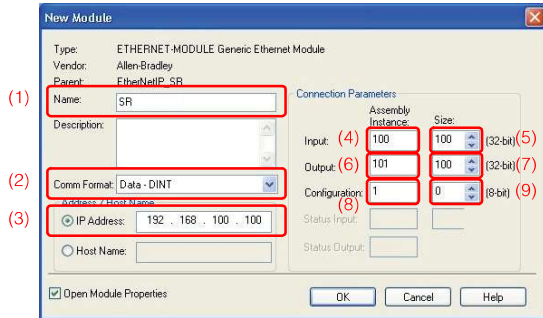 New Module
Type: ETHERNET-MODULE Generic Ethernet Module
Vendor: Allen-Bradley
Parent: EtherNetIP_SR
(1) Name: SR
Description:
(2) Comm Format: Data - DINT
Address / Host Name
(3) IP Address: 192 . 168 . 100 . 100
Host Name:
Connection Parameters
Assembly Instance: Size:
Input: (4) 100 100 (32-bit) (5)
Output: (6) 101 100 (32-bit) (7)
Configuration: (8) 1 0 (8-bit) (9)
Status Input:
Status Output:
Open Module Properties
OK Cancel Help